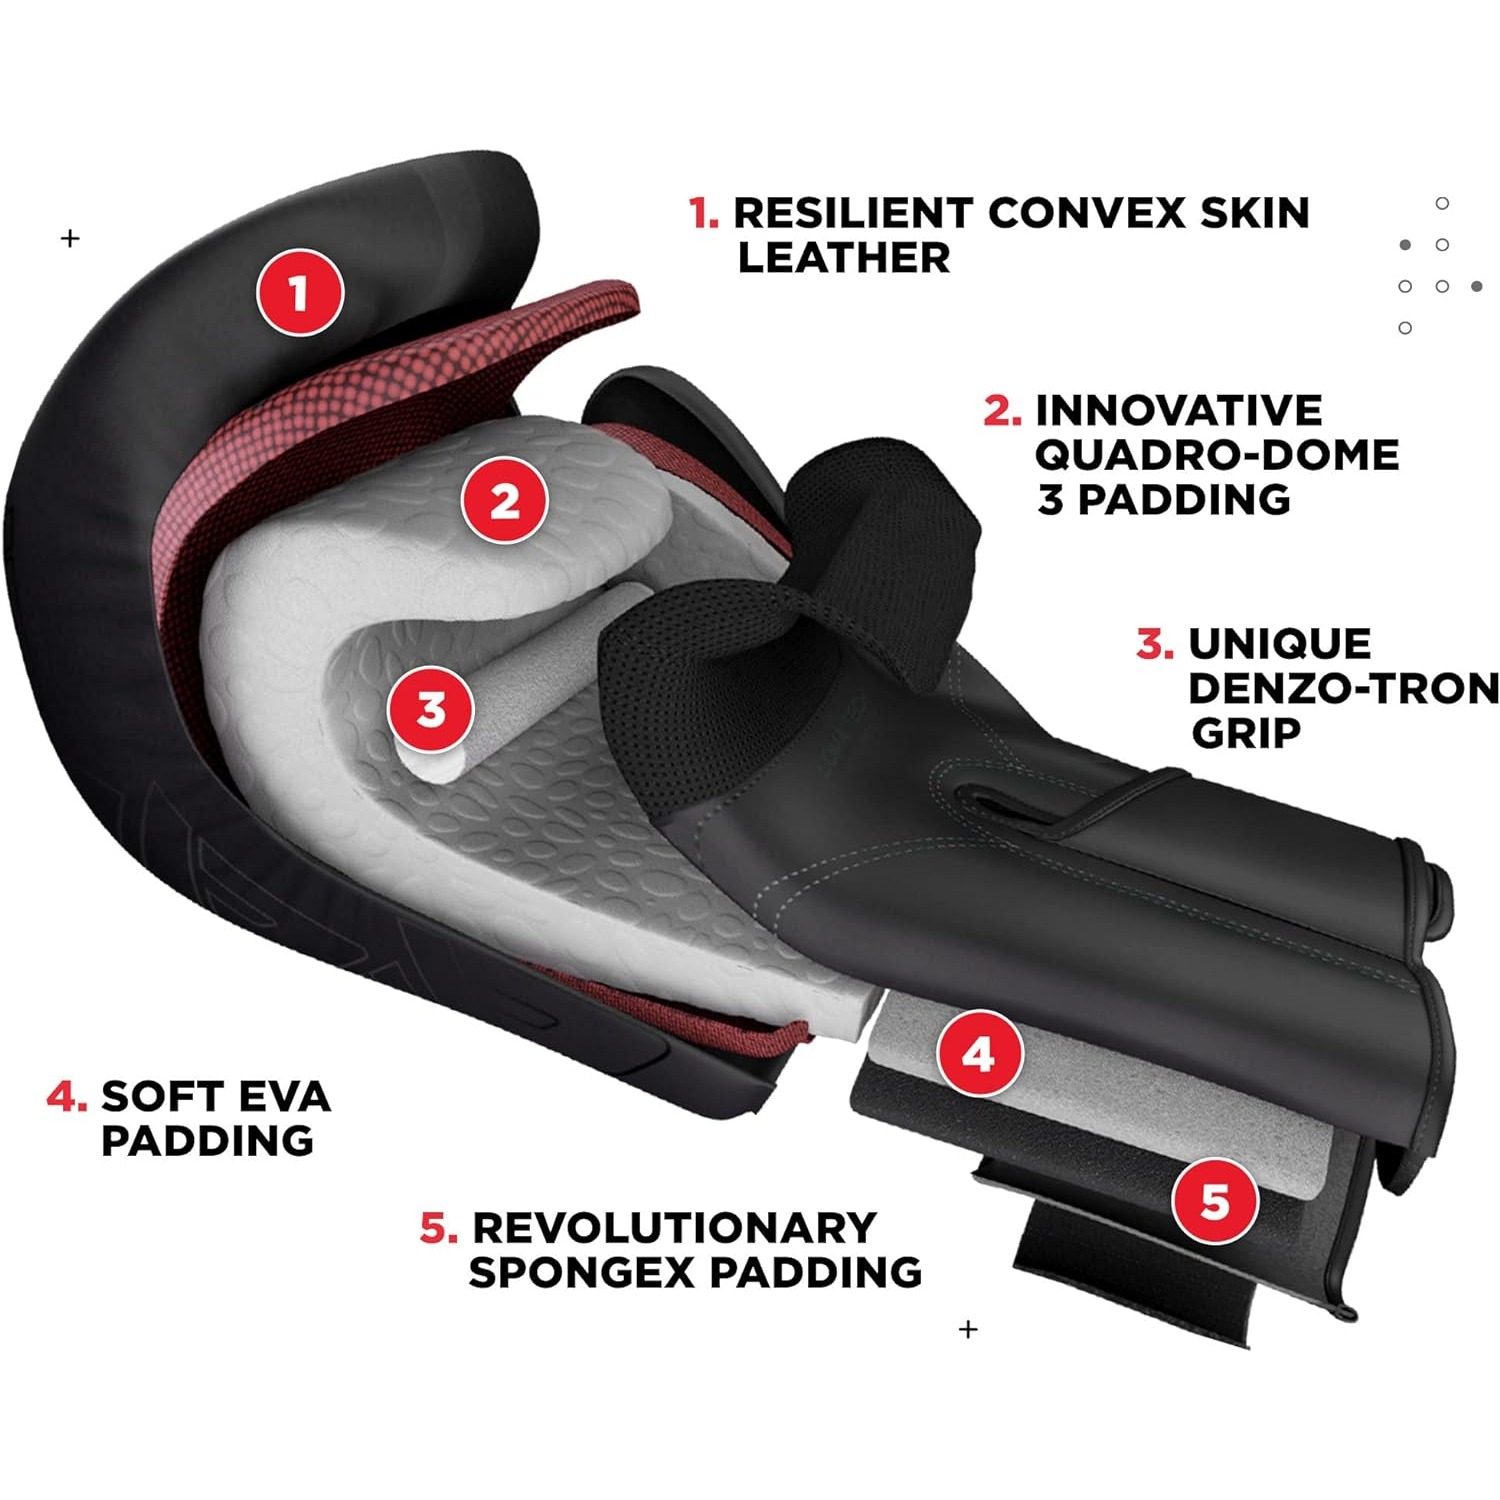 1. RESILIENT CONVEX SKIN
LEATHER
1
2. INNOVATIVE
QUADRO-DOME
3 PADDING
2
3. UNIQUE
DENZO-TRON
GRIP
3
4
4. SOFT EVA
PADDING
5
5. REVOLUTIONARY
SPONGEX PADDING